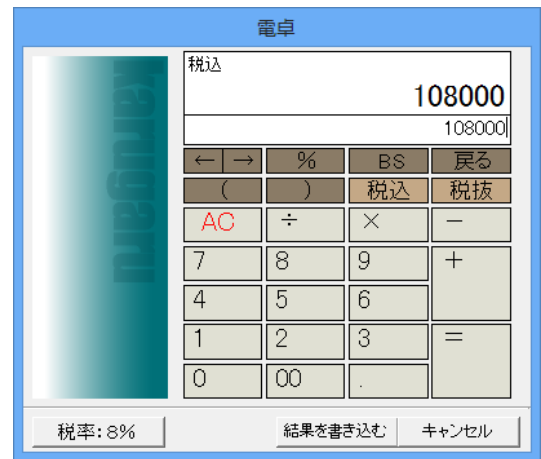 電卓
karugaru
税込
108000
108000
← → % BS 戻る
( ) 税込 税抜
AC ÷ × −
7 8 9 +
4 5 6
1 2 3 =
0 00 .
税率:8% 結果を書き込む キャンセル